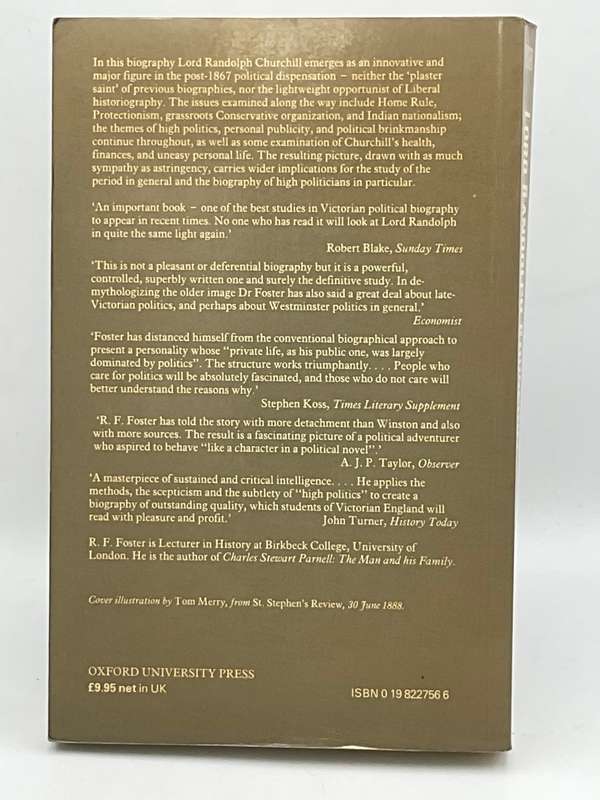 In this biography Lord Randolph Churchill emerges as an innovative and
major figure in the post-1867 political dispensation – neither the 'plaster
saint' of previous biographies, nor the lightweight opportunist of Liberal
historiography. The issues examined along the way include Home Rule,
Protectionism, grassroots Conservative organization, and Indian nationalism;
the themes of high politics, personal publicity, and political brinkmanship
continue throughout, as well as some examination of Churchill's health,
finances, and uneasy personal life. The resulting picture, drawn with as much
sympathy as astringency, carries wider implications for the study of the
period in general and the biography of high politicians in particular.
'An important book – one of the best studies in Victorian political biography
to appear in recent times. No one who has read it will look at Lord Randolph
in quite the same light again.'
Robert Blake, Sunday Times
'This is not a pleasant or deferential biography but it is a powerful,
controlled, superbly written one and surely the definitive study. In de-
mythologizing the older image Dr Foster has also said a great deal about late-
Victorian politics, and perhaps about Westminster politics in general.'
Economist
'Foster has distanced himself from the conventional biographical approach to
present a personality whose "private life, as his public one, was largely
dominated by politics". The structure works triumphantly. . . . People who
care for politics will be absolutely fascinated, and those who do not care will
better understand the reasons why.'
Stephen Koss, Times Literary Supplement
'R. F. Foster has told the story with more detachment than Winston and also
with more sources. The result is a fascinating picture of a political adventurer
who aspired to behave "like a character in a political novel".'
A. J. P. Taylor, Observer
'A masterpiece of sustained and critical intelligence. . . . He applies the
methods, the scepticism and the subtlety of "high politics" to create a
biography of outstanding quality, which students of Victorian England will
read with pleasure and profit.' John Turner, History Today
R. F. Foster is Lecturer in History at Birkbeck College, University of
London. He is the author of Charles Stewart Parnell: The Man and his Family.
Cover illustration by Tom Merry, from St. Stephen's Review, 30 June 1888.
OXFORD UNIVERSITY PRESS
£9.95 net in UK
ISBN 0 19 822756 6